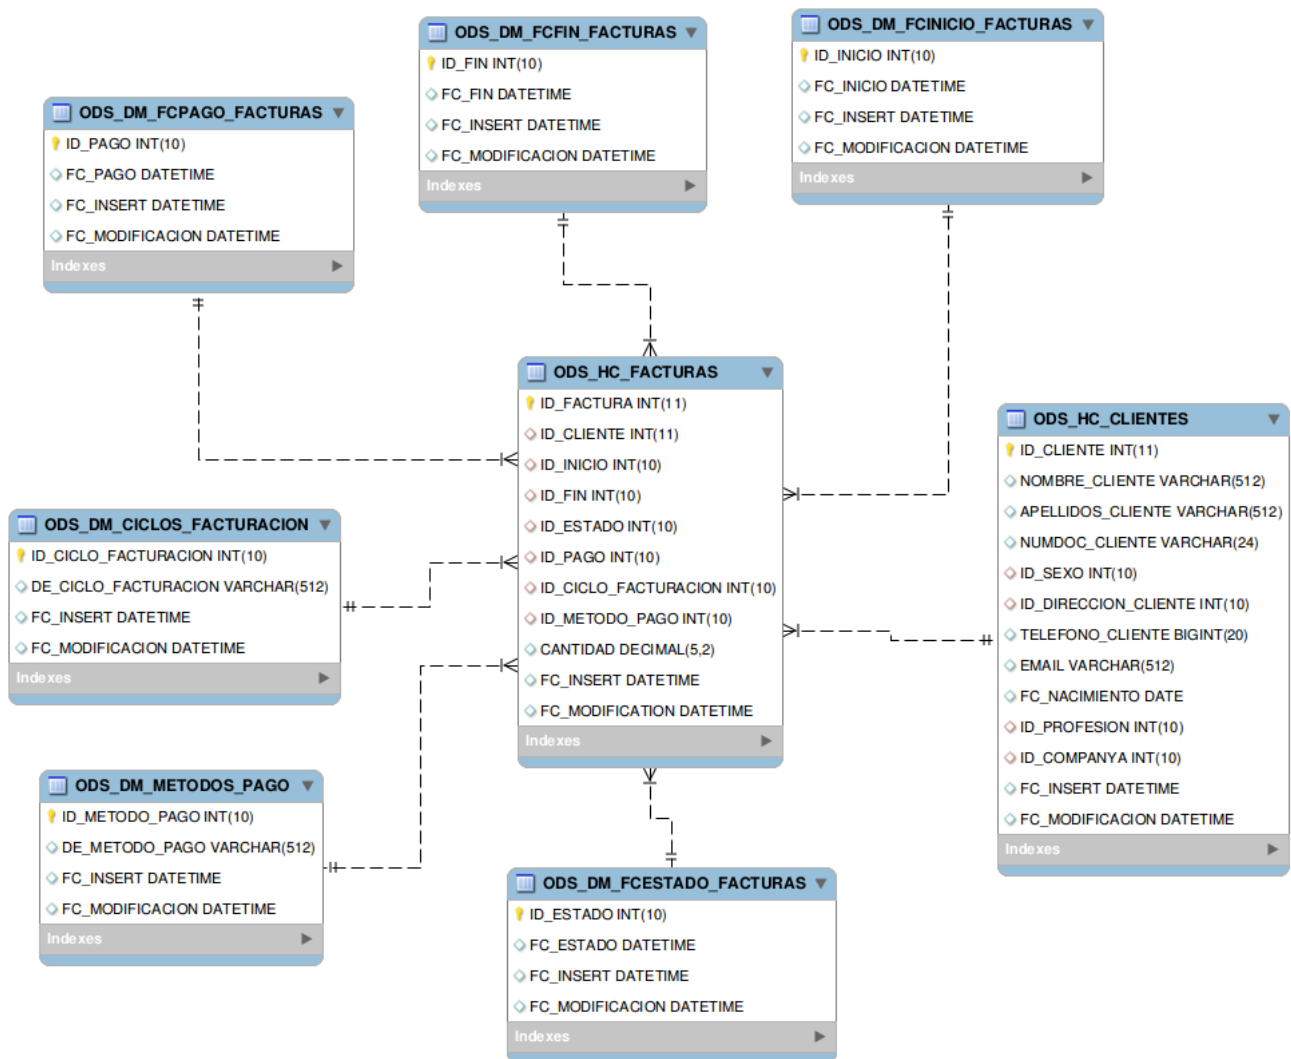 ODS_DM_FCFIN_FACTURAS
ID_FIN INT(10)
FC_FIN DATETIME
FC_INSERT DATETIME
FC_MODIFICACION DATETIME
Indexes
ODS_DM_FCINICIO_FACTURAS
ID_INICIO INT(10)
FC_INICIO DATETIME
FC_INSERT DATETIME
FC_MODIFICACION DATETIME
Indexes
ODS_DM_FCPAGO_FACTURAS
ID_PAGO INT(10)
FC_PAGO DATETIME
FC_INSERT DATETIME
FC_MODIFICACION DATETIME
Indexes
ODS_HC_FACTURAS
ID_FACTURA INT(11)
ID_CLIENTE INT(11)
ID_INICIO INT(10)
ID_FIN INT(10)
ID_ESTADO INT(10)
ID_PAGO INT(10)
ID_CICLO_FACTURACION INT(10)
ID_METODO_PAGO INT(10)
CANTIDAD DECIMAL(5,2)
FC_INSERT DATETIME
FC_MODIFICATION DATETIME
Indexes
ODS_HC_CLIENTES
ID_CLIENTE INT(11)
NOMBRE_CLIENTE VARCHAR(512)
APELLIDOS_CLIENTE VARCHAR(512)
NUMDOC_CLIENTE VARCHAR(24)
ID_SEXO INT(10)
ID_DIRECCION_CLIENTE INT(10)
TELEFONO_CLIENTE BIGINT(20)
EMAIL VARCHAR(512)
FC_NACIMIENTO DATE
ID_PROFESION INT(10)
ID_COMPANYA INT(10)
FC_INSERT DATETIME
FC_MODIFICACION DATETIME
Indexes
ODS_DM_CICLOS_FACTURACION
ID_CICLO_FACTURACION INT(10)
DE_CICLO_FACTURACION VARCHAR(512)
FC_INSERT DATETIME
FC_MODIFICACION DATETIME
Indexes
ODS_DM_METODOS_PAGO
ID_METODO_PAGO INT(10)
DE_METODO_PAGO VARCHAR(512)
FC_INSERT DATETIME
FC_MODIFICACION DATETIME
Indexes
ODS_DM_FCESTADO_FACTURAS
ID_ESTADO INT(10)
FC_ESTADO DATETIME
FC_INSERT DATETIME
FC_MODIFICACION DATETIME
Indexes